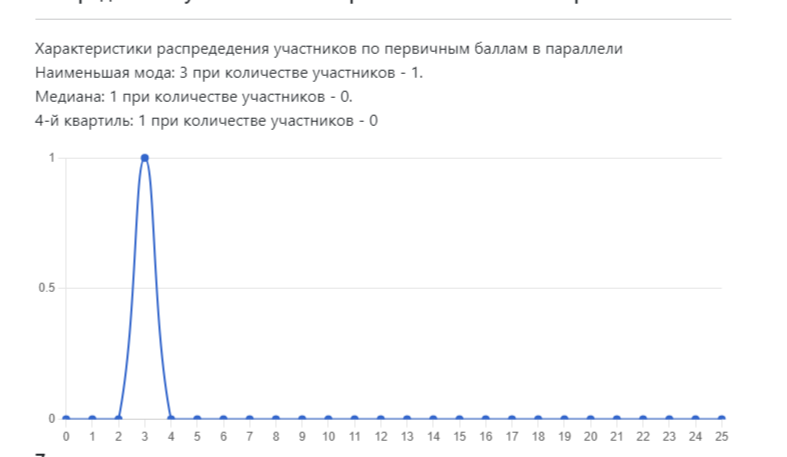 Характеристики распредедения участников по первичным баллам в параллели
Наименьшая мода: 3 при количестве участников - 1.
Медиана: 1 при количестве участников - 0.
4-й квартиль: 1 при количестве участников - 0
1
0.5
0
0 1 2 3 4 5 6 7 8 9 10 11 12 13 14 15 16 17 18 19 20 21 22 23 24 25